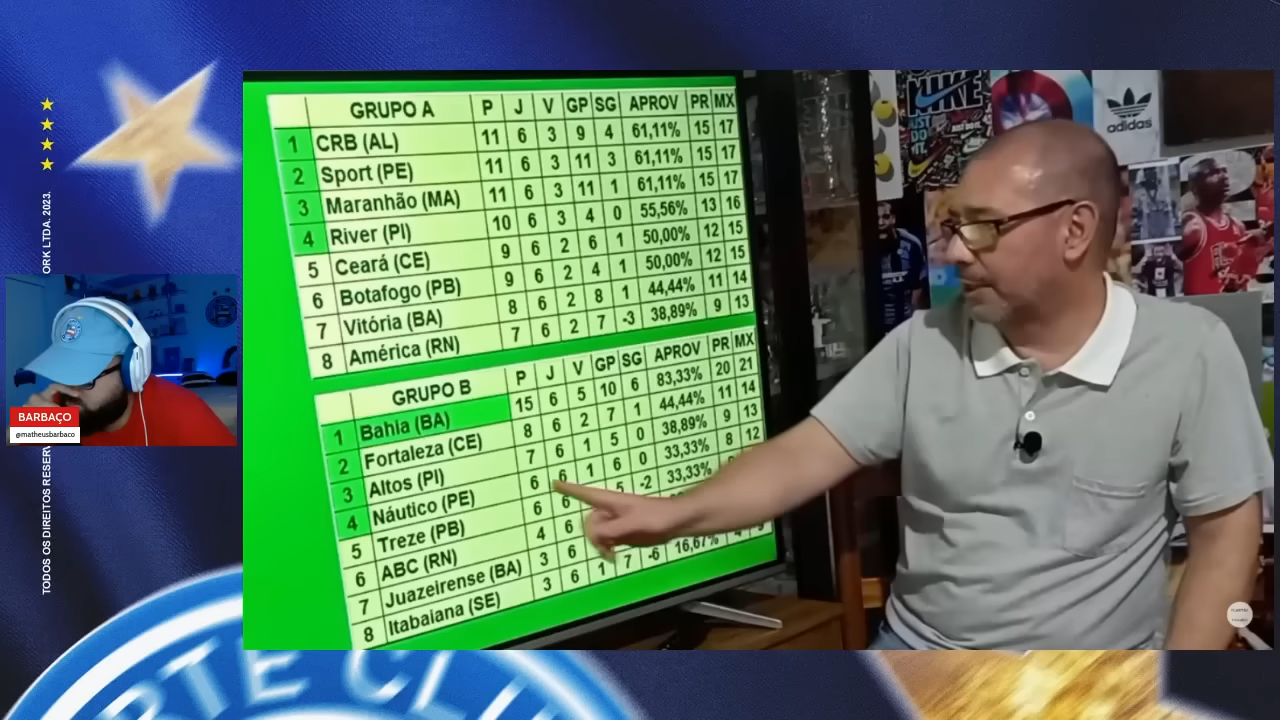 GRUPO A P J V GP SG APROV PR MX
1 CRB (AL) 11 6 3 9 4 61,11% 15 17
2 Sport (PE) 11 6 3 11 3 61,11% 15 17
3 Maranhão (MA) 11 6 3 11 1 61,11% 15 17
4 River (PI) 10 6 3 4 0 55,56% 13 16
5 Ceará (CE) 9 6 2 6 1 50,00% 12 15
6 Botafogo (PB) 9 6 2 4 1 50,00% 12 15
7 Vitória (BA) 8 6 2 8 1 44,44% 11 14
8 América (RN) 7 6 2 7 -3 38,89% 9 13
GRUPO B P J V GP SG APROV PR MX
1 Bahia (BA) 15 6 5 10 6 83,33% 20 21
2 Fortaleza (CE) 8 6 2 7 1 44,44% 11 14
3 Altos (PI) 7 6 1 5 0 38,89% 9 13
4 Náutico (PE) 6 6 1 6 0 33,33% 8 12
5 Treze (PB) 6 6 5 -2 33,33%
6 ABC (RN) 4 6
7 Juazeirense (BA) 3 6
8 Itabaiana (SE) 3 6 1 7 -6 16,67%
NIKE
JUST
DO
IT.
adidas
TODOS OS DIREITOS RESERV
ORK LTDA. 2023.
BARBAÇO
@matheusbarbaco
RTE CL